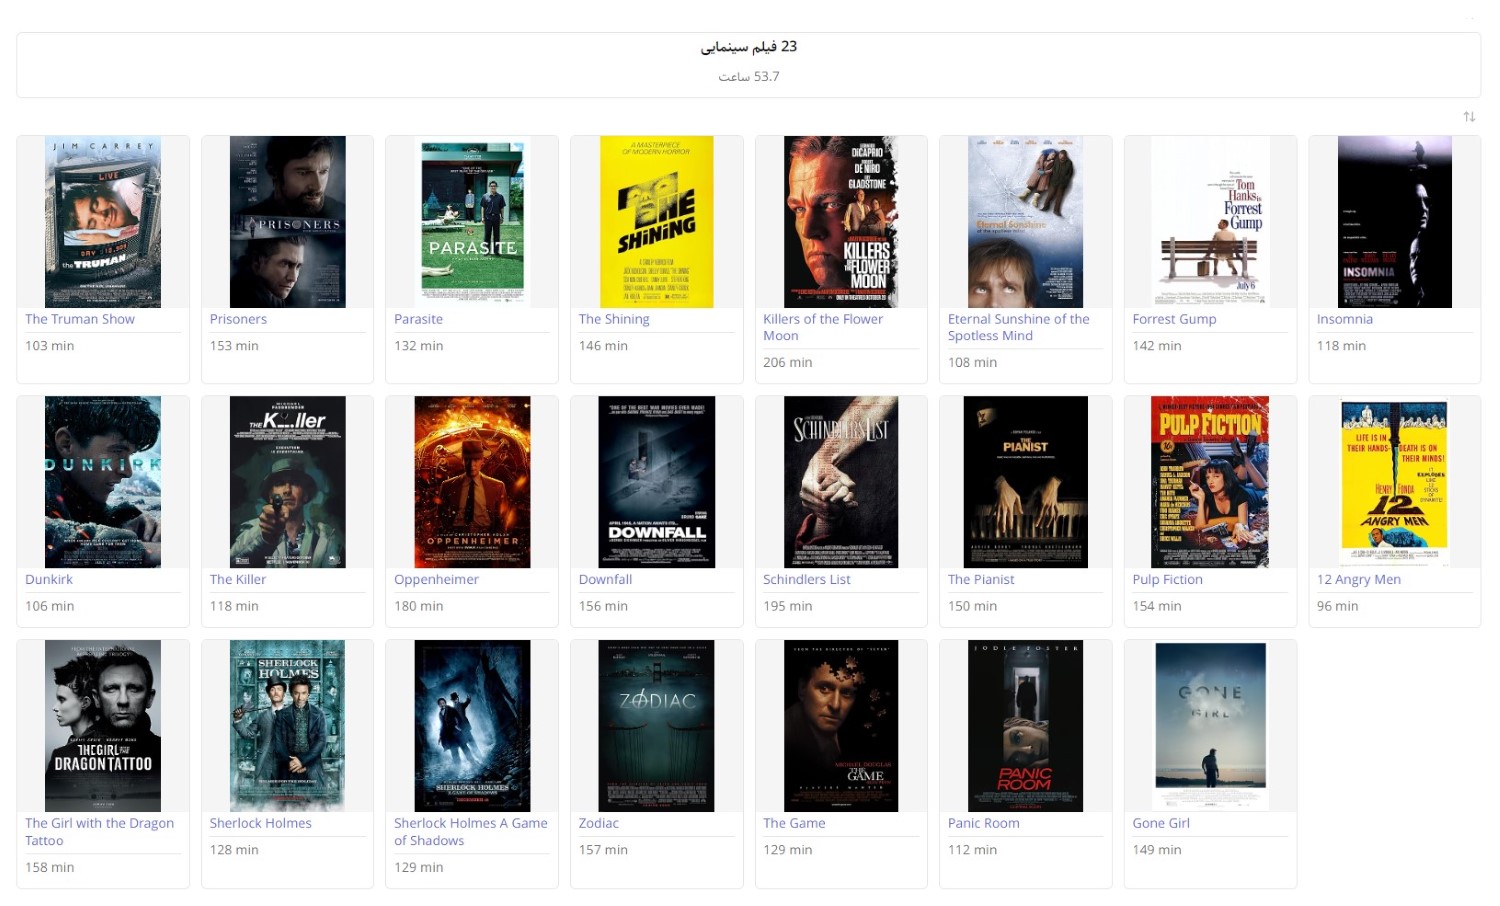 23 فیلم سینمایی
53.7 ساعت
JIM CARREY
LIVE
THE TRUMAN
PRISONERS
PARASITE
A MASTERPIECE
OF MODERN HORROR
THE
SHiNiNG
DiCAPRIO
DE NIRO
GLADSTONE
KILLERS
OF THE FLOWER
MOON
Eternal Sunshine
of the spotless mind
Tom
Hanks is
Forrest
Gump
July 6
INSOMNIA
The Truman Show
Prisoners
Parasite
The Shining
Killers of the Flower
Moon
Eternal Sunshine of the
Spotless Mind
Forrest Gump
Insomnia
103 min
153 min
132 min
146 min
206 min
108 min
142 min
118 min
DUNKIRK
THE K...ller
OPPENHEIMER
DOWNFALL
SCHINDLER'S LIST
THE
PIANIST
PULP FICTION
10¢
LIFE IS IN
THEIR HANDS - DEATH IS ON
THEIR MINDS!
HENRY FONDA
12
ANGRY MEN
Dunkirk
The Killer
Oppenheimer
Downfall
Schindlers List
The Pianist
Pulp Fiction
12 Angry Men
106 min
118 min
180 min
156 min
195 min
150 min
154 min
96 min
THE GIRL WITH THE
DRAGON TATTOO
SHERLOCK
HOLMES
SHERLOCK HOLMES
A GAME OF SHADOWS
ZODIAC
FROM THE DIRECTOR OF "SEVEN"
MICHAEL DOUGLAS
THE
GAME
JODIE FOSTER
PANIC
ROOM
GONE
GIRL
The Girl with the Dragon
Tattoo
Sherlock Holmes
Sherlock Holmes A Game
of Shadows
Zodiac
The Game
Panic Room
Gone Girl
158 min
128 min
129 min
157 min
129 min
112 min
149 min